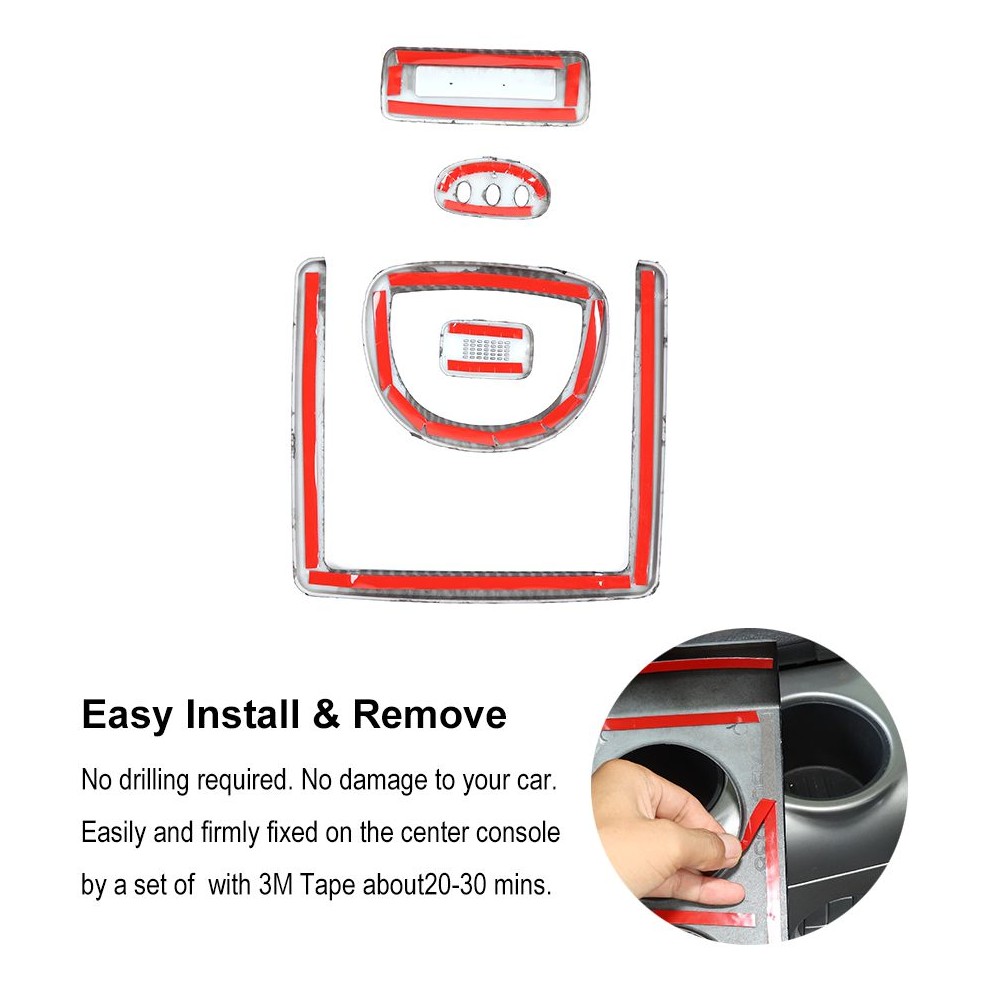 Easy Install & Remove
No drilling required. No damage to your car.
Easily and firmly fixed on the center console
by a set of  with 3M Tape about20-30 mins.